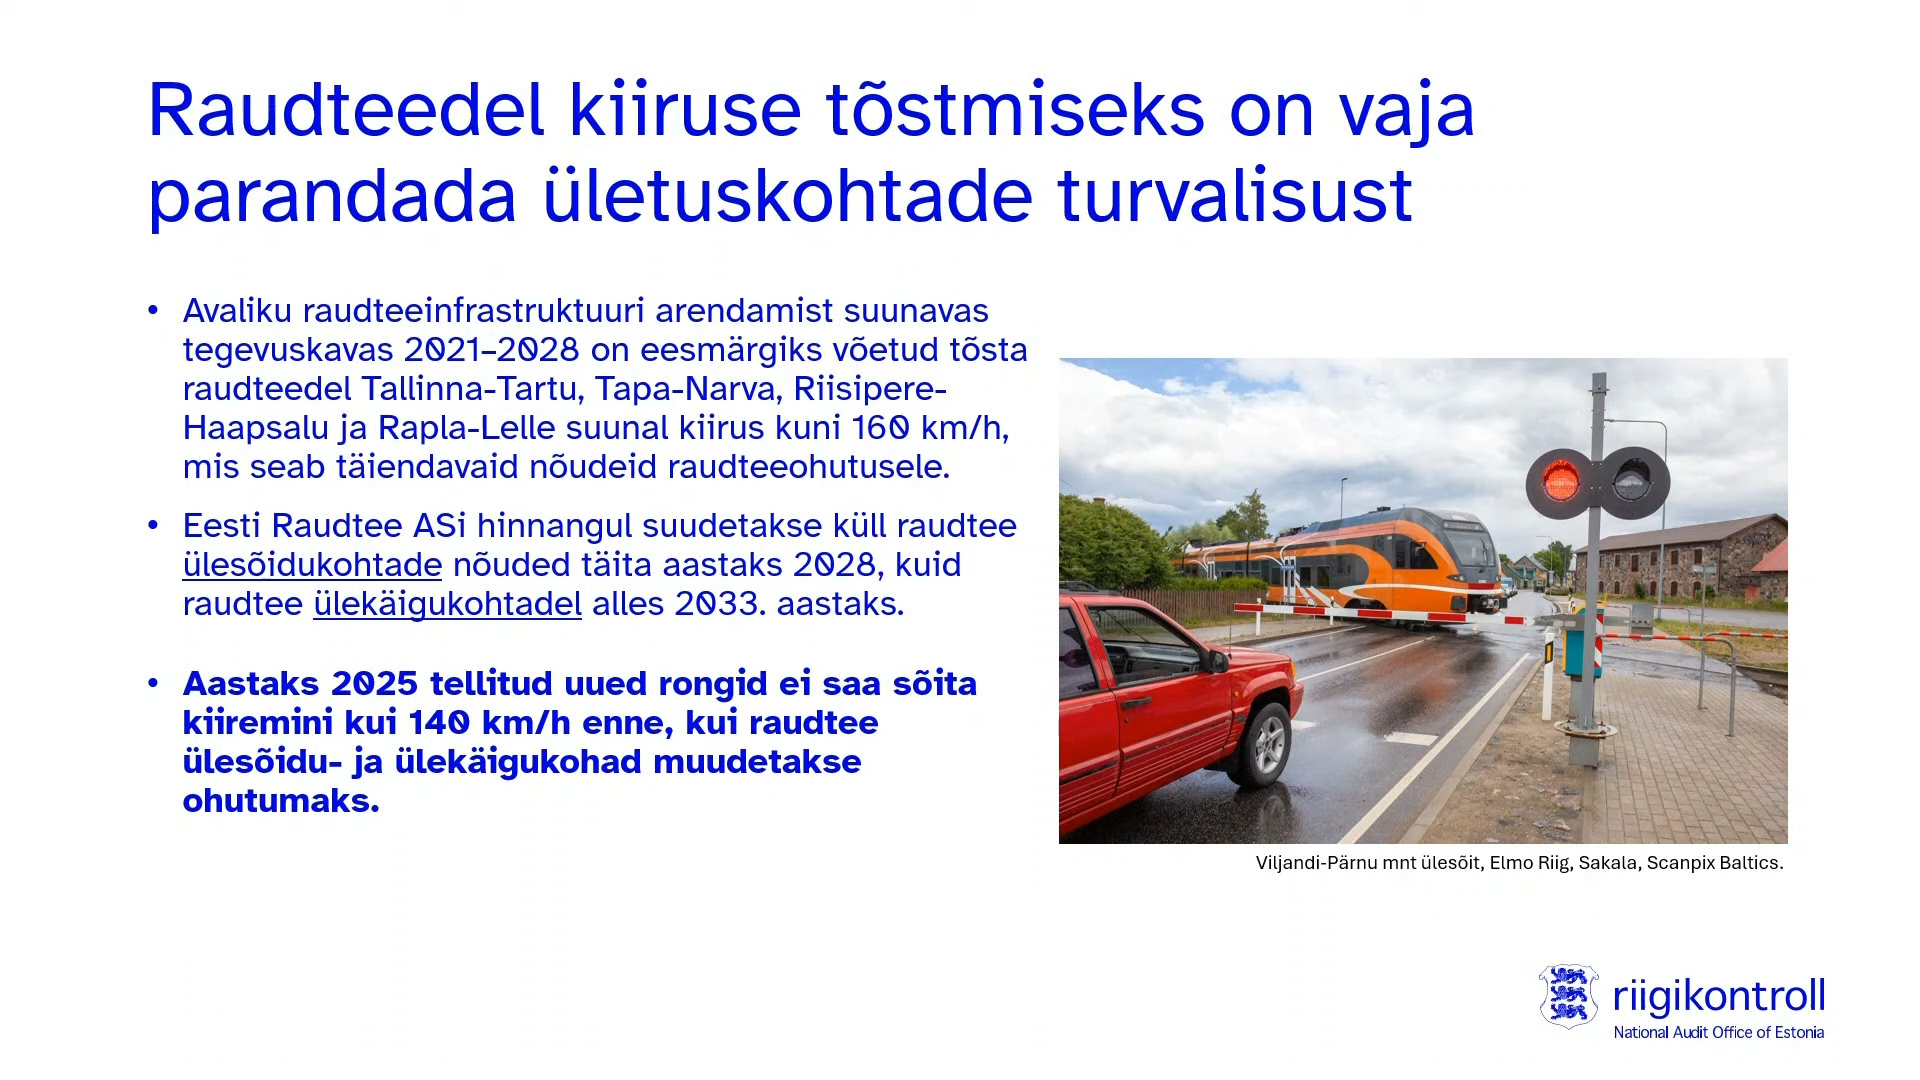 Raudteedel kiiruse tõstmiseks on vaja
parandada ületuskohtade turvalisust
• Avaliku raudteeinfrastruktuuri arendamist suunavas
tegevuskavas 2021–2028 on eesmärgiks võetud tõsta
raudteedel Tallinna-Tartu, Tapa-Narva, Riisipere-
Haapsalu ja Rapla-Lelle suunal kiirus kuni 160 km/h,
mis seab täiendavaid nõudeid raudteeohutusele.
• Eesti Raudtee ASi hinnangul suudetakse küll raudtee
ülesõidukohtade nõuded täita aastaks 2028, kuid
raudtee ülekäigukohtadel alles 2033. aastaks.
• Aastaks 2025 tellitud uued rongid ei saa sõita
kiiremini kui 140 km/h enne, kui raudtee
ülesõidu- ja ülekäigukohad muudetakse
ohutumaks.
Viljandi-Pärnu mnt ülesõit, Elmo Riig, Sakala, Scanpix Baltics.
riigikontroll
National Audit Office of Estonia